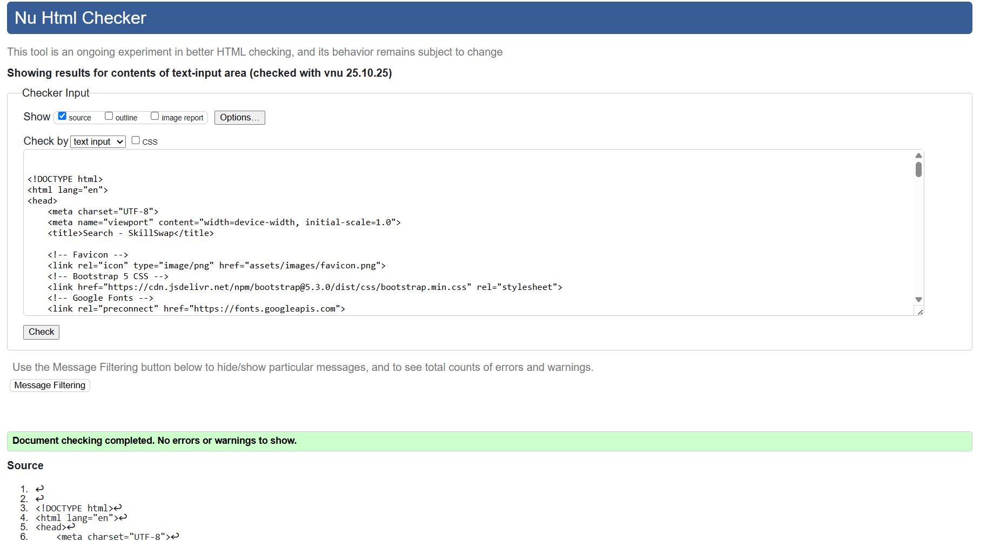 Nu Html Checker
This tool is an ongoing experiment in better HTML checking, and its behavior remains subject to change
Showing results for contents of text-input area (checked with vnu 25.10.25)
Checker Input
Show source outline image report Options...
Check by text input CSS
<!DOCTYPE html>
<html lang="en">
<head>
    <meta charset="UTF-8">
    <meta name="viewport" content="width=device-width, initial-scale=1.0">
    <title>Search - SkillSwap</title>
    <!-- Favicon -->
    <link rel="icon" type="image/png" href="assets/images/favicon.png">
    <!-- Bootstrap 5 CSS -->
    <link href="https://cdn.jsdelivr.net/npm/bootstrap@5.3.0/dist/css/bootstrap.min.css" rel="stylesheet">
    <!-- Google Fonts -->
    <link rel="preconnect" href="https://fonts.googleapis.com">
Check
Use the Message Filtering button below to hide/show particular messages, and to see total counts of errors and warnings.
Message Filtering
Document checking completed. No errors or warnings to show.
Source
1. ↩
2. ↩
3. <!DOCTYPE html>↩
4. <html lang="en">↩
5. <head>↩
6.     <meta charset="UTF-8">↩